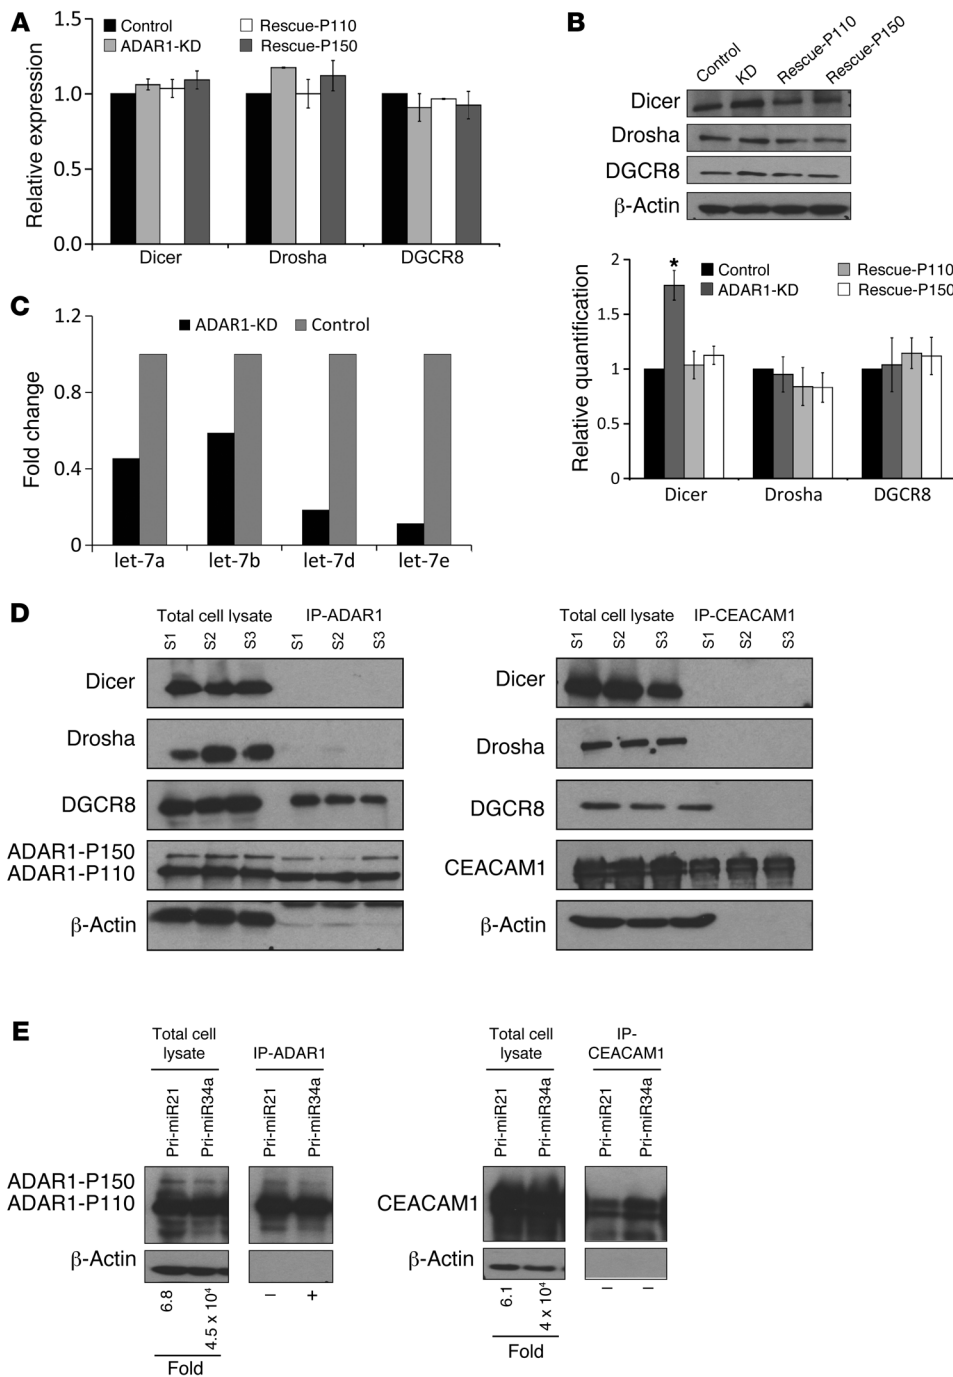 A
1.5
1.0
0.5
0.0
Relative expression
Control
ADAR1-KD
Rescue-P110
Rescue-P150
Dicer
Drosha
DGCR8
B
Control
KD
Rescue-P110
Rescue-P150
Dicer
Drosha
DGCR8
β-Actin
2
1.5
1
0.5
0
Relative quantification
Control
ADAR1-KD
Rescue-P110
Rescue-P150
*
Dicer
Drosha
DGCR8
C
1.2
0.8
0.4
0
Fold change
ADAR1-KD
Control
let-7a
let-7b
let-7d
let-7e
D
Total cell lysate
IP-ADAR1
S1
S2
S3
S1
S2
S3
Dicer
Drosha
DGCR8
ADAR1-P150
ADAR1-P110
β-Actin
Total cell lysate
IP-CEACAM1
S1
S2
S3
S1
S2
S3
Dicer
Drosha
DGCR8
CEACAM1
β-Actin
E
Total cell
lysate
IP-ADAR1
Pri-miR21
Pri-miR34a
Pri-miR21
Pri-miR34a
ADAR1-P150
ADAR1-P110
β-Actin
6.8
4.5 x 10⁴
–
+
Fold
Total cell
lysate
IP-
CEACAM1
Pri-miR21
Pri-miR34a
Pri-miR21
Pri-miR34a
CEACAM1
β-Actin
6.1
4 x 10⁴
–
–
Fold